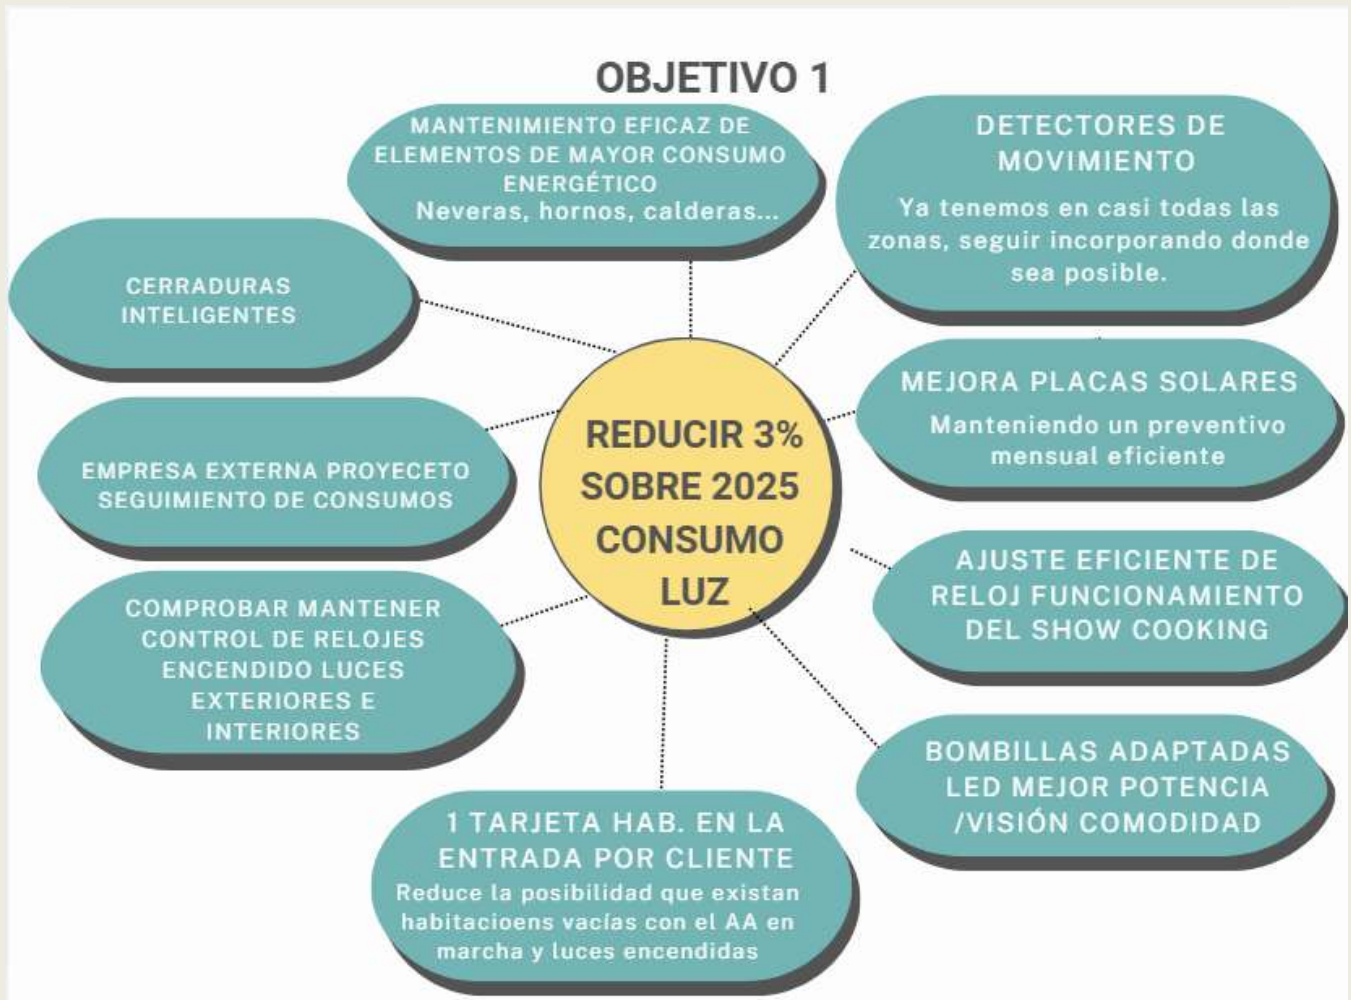 OBJETIVO 1
MANTENIMIENTO EFICAZ DE
ELEMENTOS DE MAYOR CONSUMO
ENERGÉTICO
Neveras, hornos, calderas...
DETECTORES DE
MOVIMIENTO
Ya tenemos en casi todas las
zonas, seguir incorporando donde
sea posible.
CERRADURAS
INTELIGENTES
MEJORA PLACAS SOLARES
Manteniendo un preventivo
mensual eficiente
REDUCIR 3%
SOBRE 2025
CONSUMO
LUZ
EMPRESA EXTERNA PROYECETO
SEGUIMIENTO DE CONSUMOS
AJUSTE EFICIENTE DE
RELOJ FUNCIONAMIENTO
DEL SHOW COOKING
COMPROBAR MANTENER
CONTROL DE RELOJES
ENCENDIDO LUCES
EXTERIORES E
INTERIORES
BOMBILLAS ADAPTADAS
LED MEJOR POTENCIA
/VISIÓN COMODIDAD
1 TARJETA HAB. EN LA
ENTRADA POR CLIENTE
Reduce la posibilidad que existan
habitacioens vacías con el AA en
marcha y luces encendidas